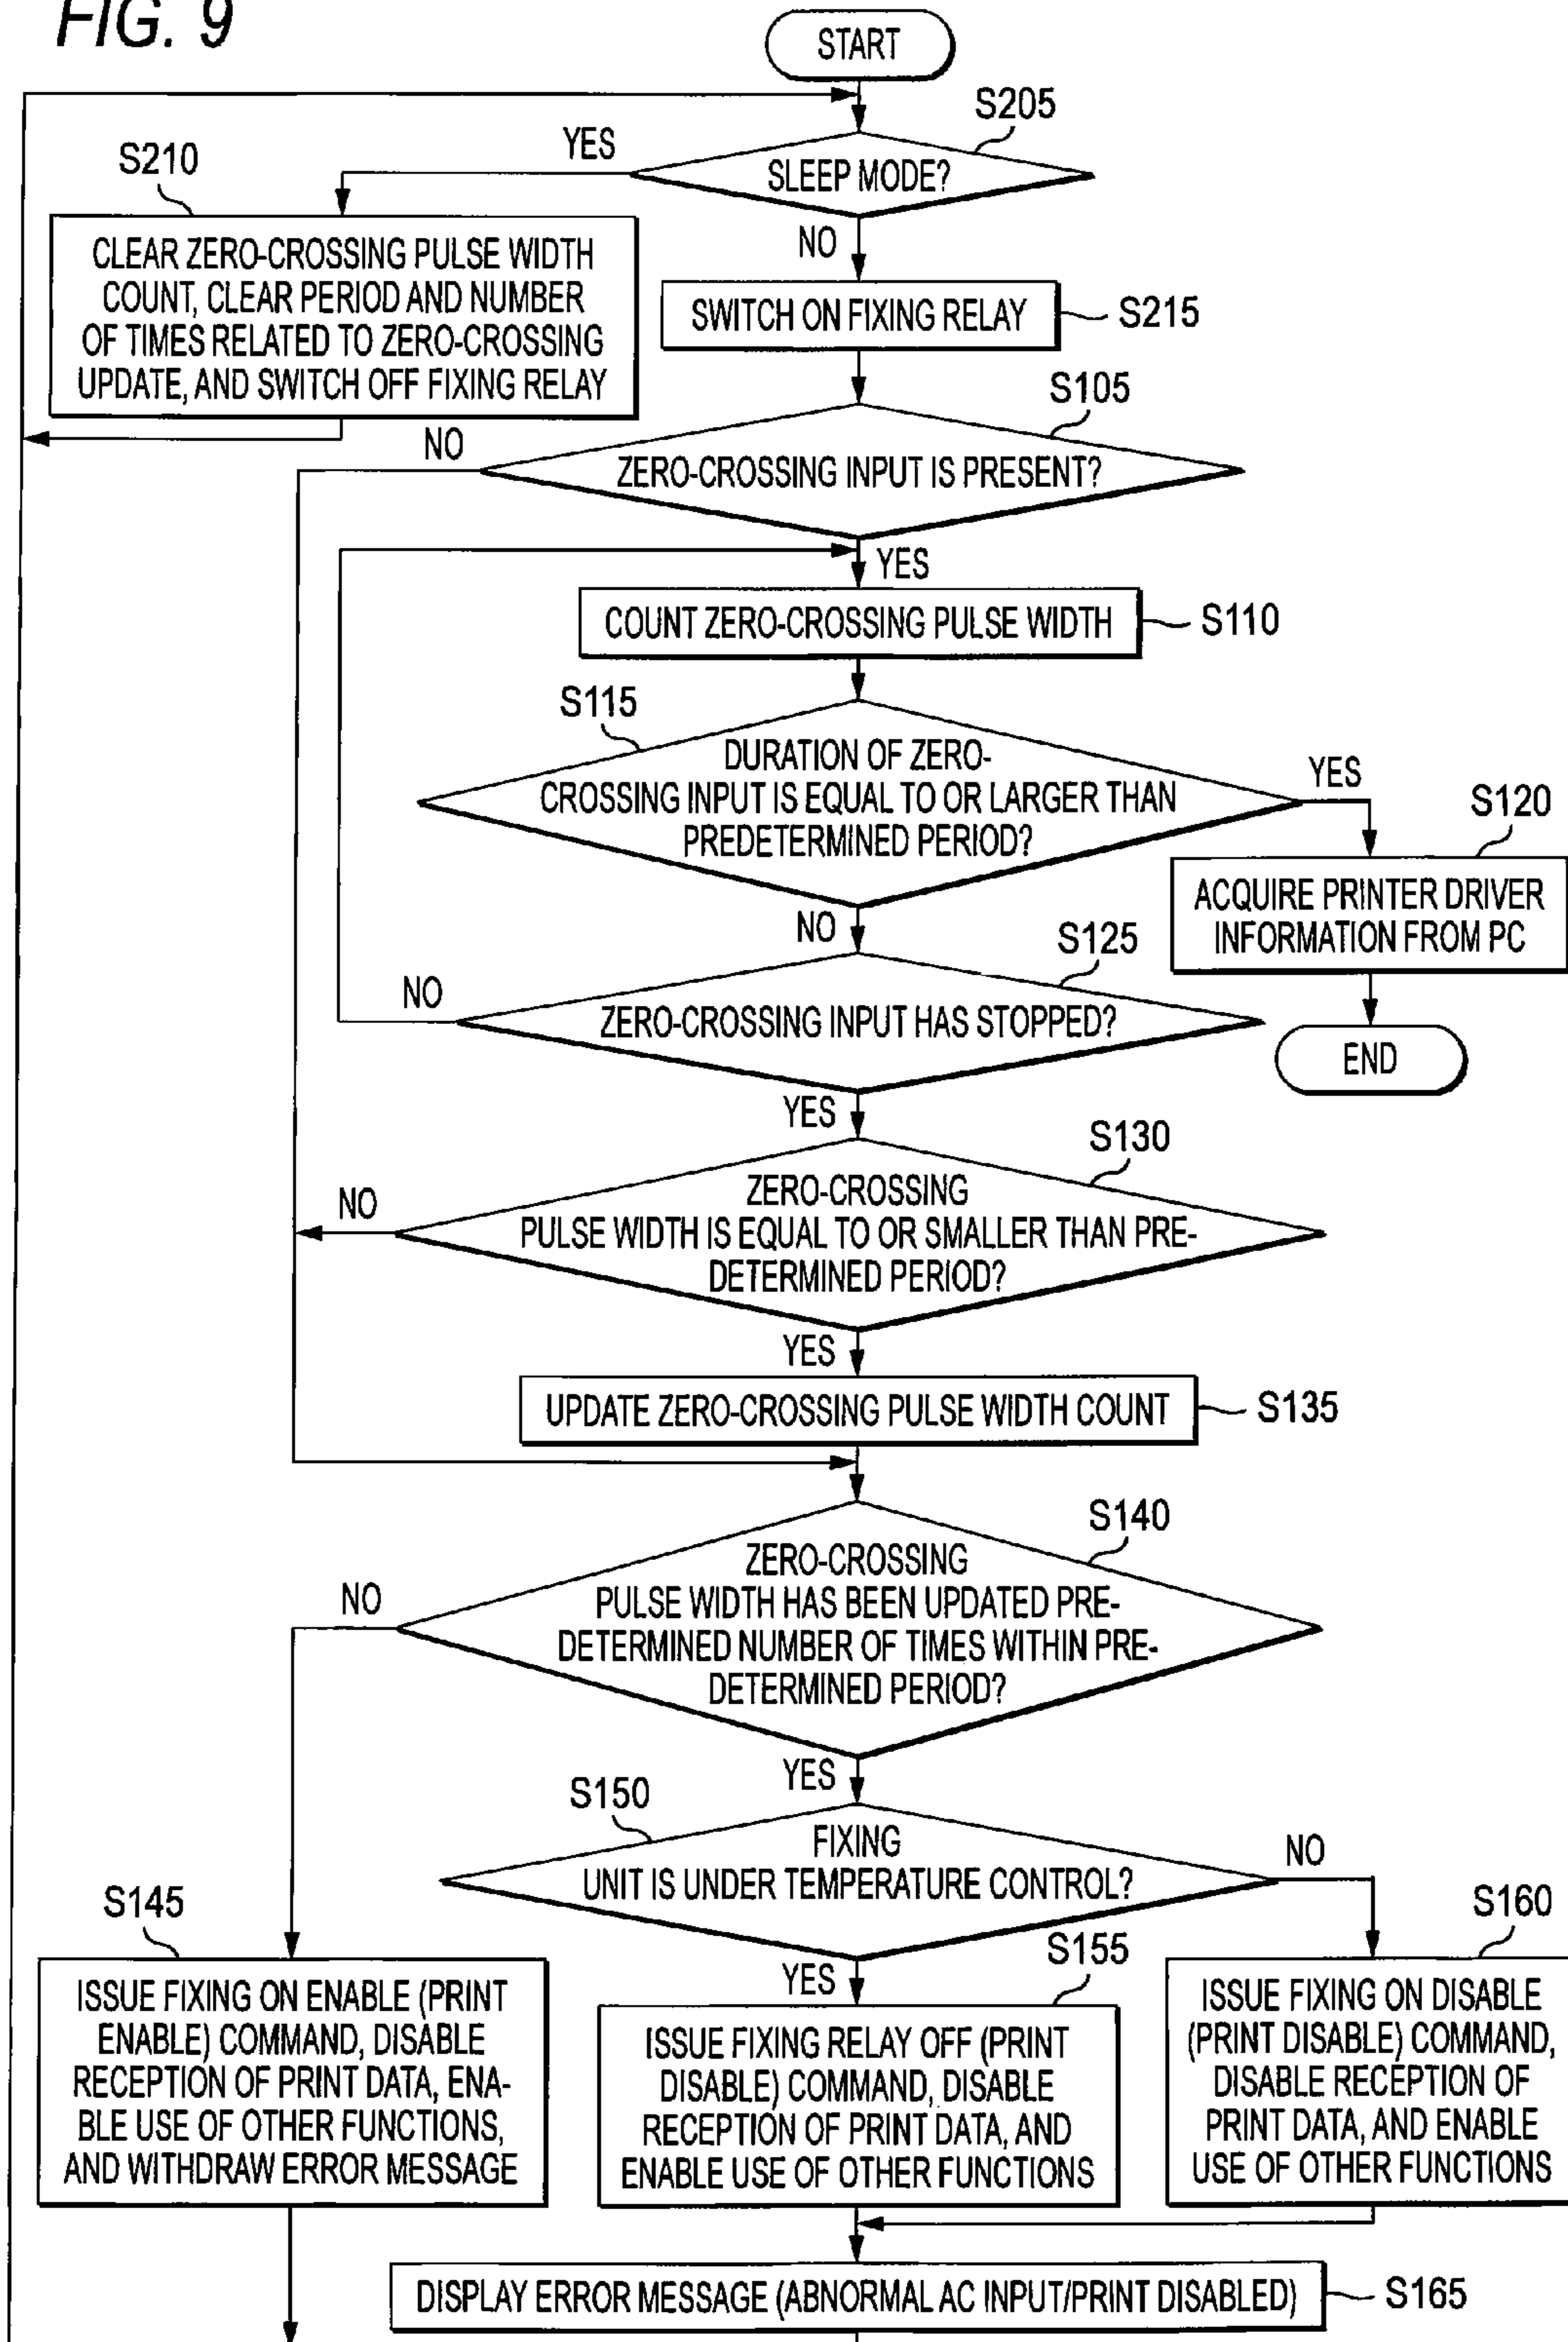 FIG. 9
START
S205
YES
SLEEP MODE?
S210
NO
CLEAR ZERO-CROSSING PULSE WIDTH
COUNT, CLEAR PERIOD AND NUMBER
OF TIMES RELATED TO ZERO-CROSSING
UPDATE, AND SWITCH OFF FIXING RELAY
SWITCH ON FIXING RELAY
S215
S105
NO
ZERO-CROSSING INPUT IS PRESENT?
YES
COUNT ZERO-CROSSING PULSE WIDTH
S110
S115
DURATION OF ZERO-
CROSSING INPUT IS EQUAL TO OR LARGER THAN
PREDETERMINED PERIOD?
YES
S120
ACQUIRE PRINTER DRIVER
INFORMATION FROM PC
END
NO
S125
NO
ZERO-CROSSING INPUT HAS STOPPED?
YES
S130
NO
ZERO-CROSSING
PULSE WIDTH IS EQUAL TO OR SMALLER THAN PRE-
DETERMINED PERIOD?
YES
UPDATE ZERO-CROSSING PULSE WIDTH COUNT
S135
S140
NO
ZERO-CROSSING
PULSE WIDTH HAS BEEN UPDATED PRE-
DETERMINED NUMBER OF TIMES WITHIN PRE-
DETERMINED PERIOD?
YES
S150
FIXING
UNIT IS UNDER TEMPERATURE CONTROL?
NO
S145
ISSUE FIXING ON ENABLE (PRINT
ENABLE) COMMAND, DISABLE
RECEPTION OF PRINT DATA, ENA-
BLE USE OF OTHER FUNCTIONS,
AND WITHDRAW ERROR MESSAGE
YES
S155
ISSUE FIXING RELAY OFF (PRINT
DISABLE) COMMAND, DISABLE
RECEPTION OF PRINT DATA, AND
ENABLE USE OF OTHER FUNCTIONS
S160
ISSUE FIXING ON DISABLE
(PRINT DISABLE) COMMAND,
DISABLE RECEPTION OF
PRINT DATA, AND ENABLE
USE OF OTHER FUNCTIONS
DISPLAY ERROR MESSAGE (ABNORMAL AC INPUT/PRINT DISABLED)
S165